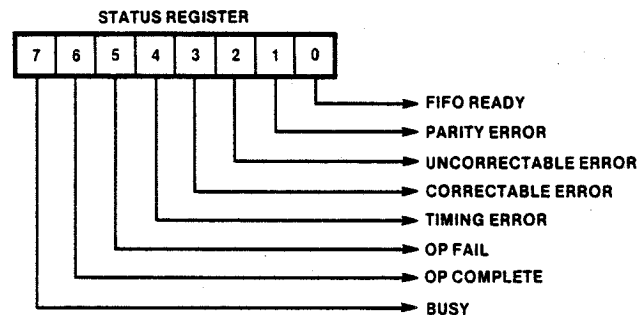 STATUS REGISTER
7 6 5 4 3 2 1 0
FIFO READY
PARITY ERROR
UNCORRECTABLE ERROR
CORRECTABLE ERROR
TIMING ERROR
OP FAIL
OP COMPLETE
BUSY